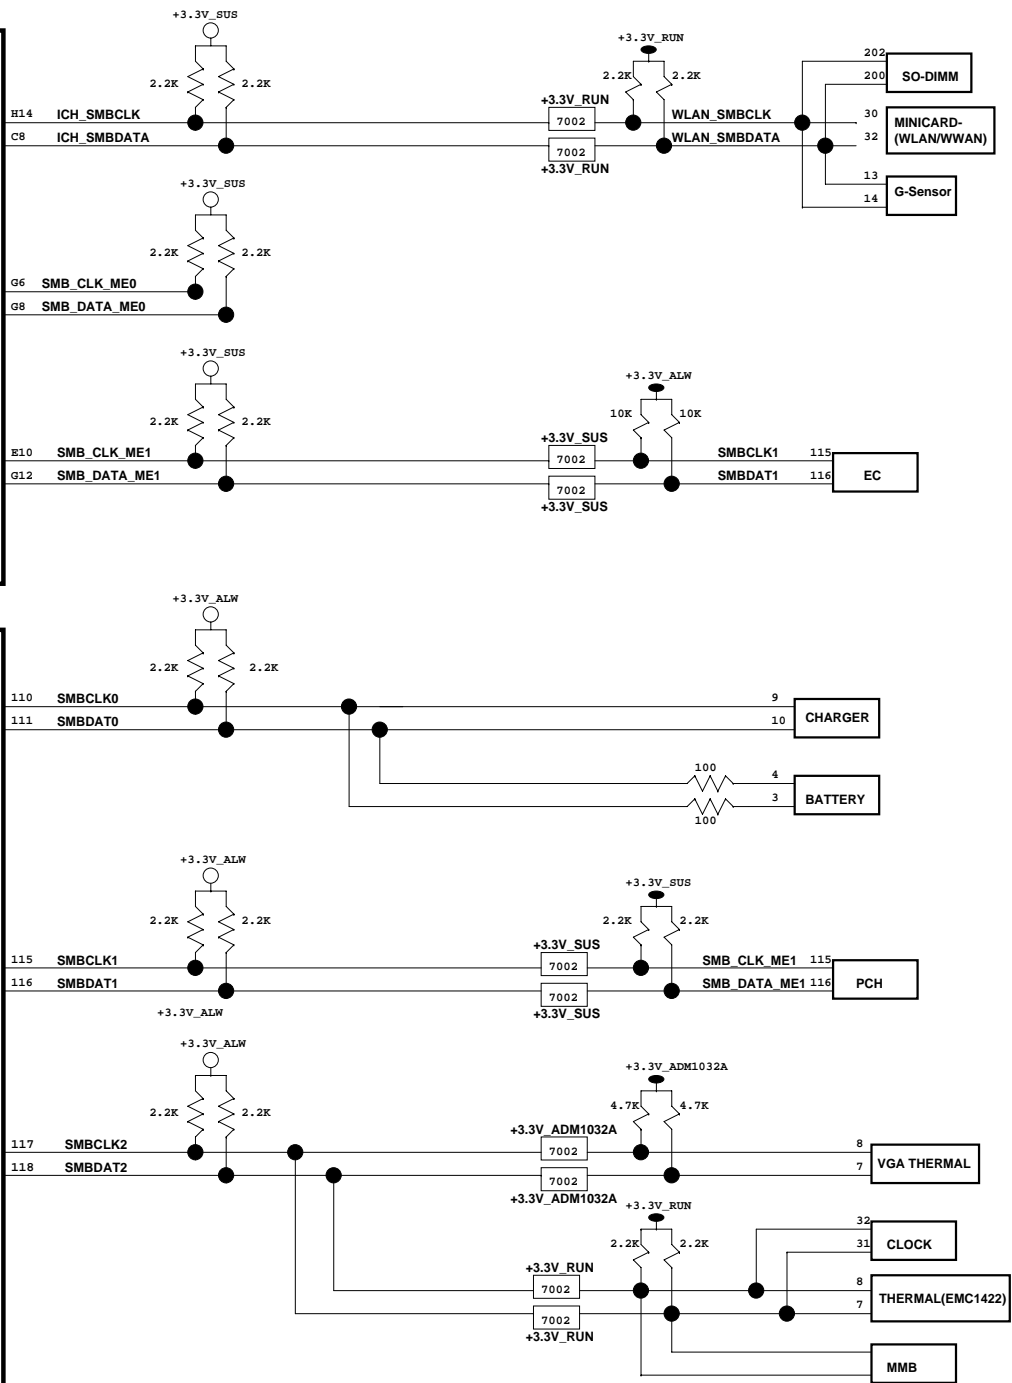 +3.3V_SUS
2.2K 2.2K
+3.3V_RUN
2.2K 2.2K
202
200
SO-DIMM
H14 ICH_SMBCLK
+3.3V_RUN
7002
WLAN_SMBCLK
30
C8 ICH_SMBDATA
7002
+3.3V_RUN
WLAN_SMBDATA
32
MINICARD-
(WLAN/WWAN)
13
14
G-Sensor
+3.3V_SUS
2.2K 2.2K
G6 SMB_CLK_ME0
G8 SMB_DATA_ME0
+3.3V_SUS
2.2K 2.2K
+3.3V_ALW
10K 10K
E10 SMB_CLK_ME1
+3.3V_SUS
7002
SMBCLK1 115
G12 SMB_DATA_ME1
7002
+3.3V_SUS
SMBDAT1 116
EC
+3.3V_ALW
2.2K 2.2K
110 SMBCLK0
9
111 SMBDAT0
10
CHARGER
100
4
3
100
BATTERY
+3.3V_ALW
2.2K 2.2K
+3.3V_SUS
2.2K 2.2K
115 SMBCLK1
+3.3V_SUS
7002
SMB_CLK_ME1 115
116 SMBDAT1
7002
+3.3V_SUS
SMB_DATA_ME1 116
PCH
+3.3V_ALW
+3.3V_ALW
2.2K 2.2K
+3.3V_ADM1032A
4.7K 4.7K
117 SMBCLK2
+3.3V_ADM1032A
7002
8
118 SMBDAT2
7002
+3.3V_ADM1032A
7
VGA THERMAL
+3.3V_RUN
2.2K 2.2K
32
31
CLOCK
+3.3V_RUN
7002
8
7002
+3.3V_RUN
7
THERMAL(EMC1422)
MMB